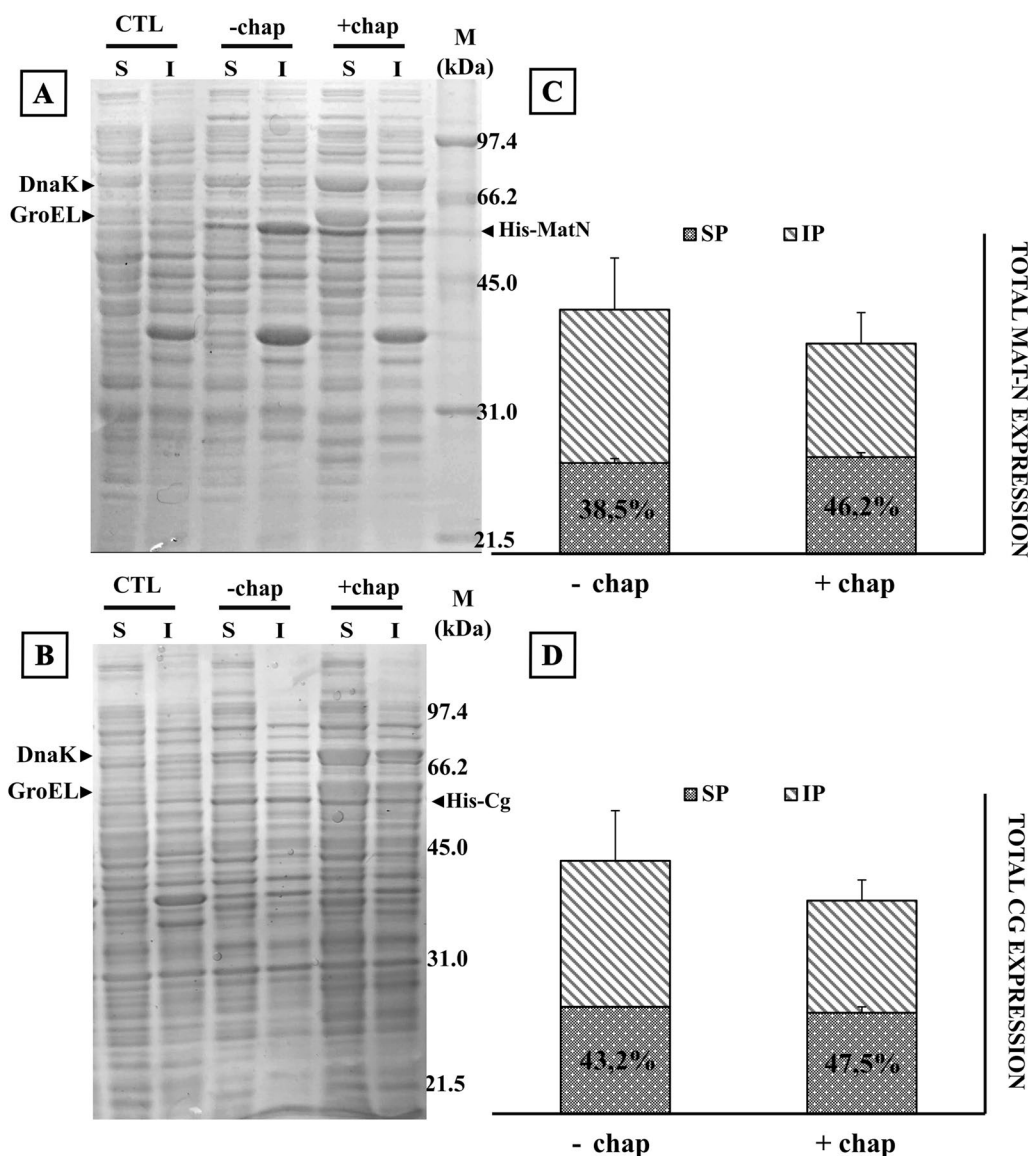 CTL -chap +chap M
S I S I S I (kDa)
A
C
97.4
DnaK
66.2
GroEL
His-MatN
45.0
31.0
21.5
SP IP
38,5% 46,2%
- chap + chap
TOTAL MAT-N EXPRESSION
CTL -chap +chap M
S I S I S I (kDa)
B
D
97.4
DnaK
66.2
GroEL
His-Cg
45.0
31.0
21.5
SP IP
43,2% 47,5%
- chap + chap
TOTAL CG EXPRESSION